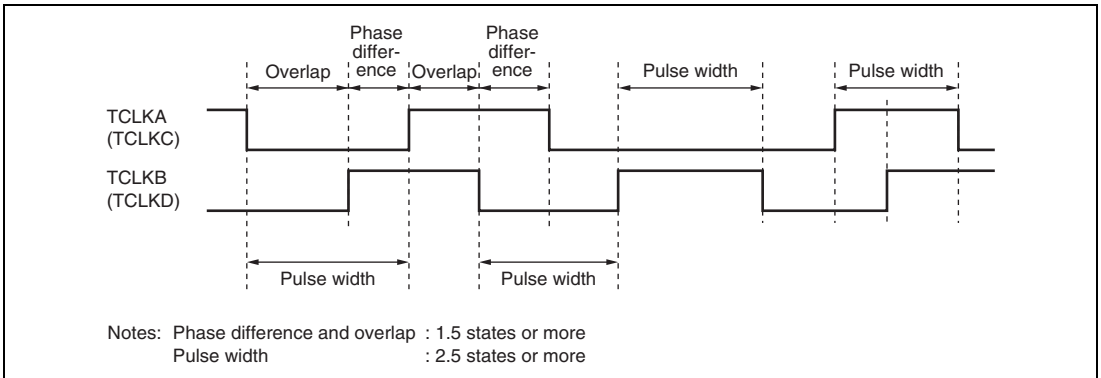 Phase
differ-
ence
Phase
differ-
ence
Overlap
Overlap
Pulse width
Pulse width
TCLKA
(TCLKC)
TCLKB
(TCLKD)
Pulse width
Pulse width
Notes: Phase difference and overlap : 1.5 states or more
Pulse width : 2.5 states or more